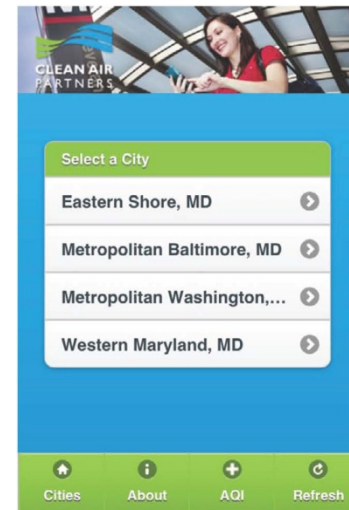 CLEAN AIR
PARTNERS
Select a City
Eastern Shore, MD
Metropolitan Baltimore, MD
Metropolitan Washington,...
Western Maryland, MD
Cities About AQI Refresh